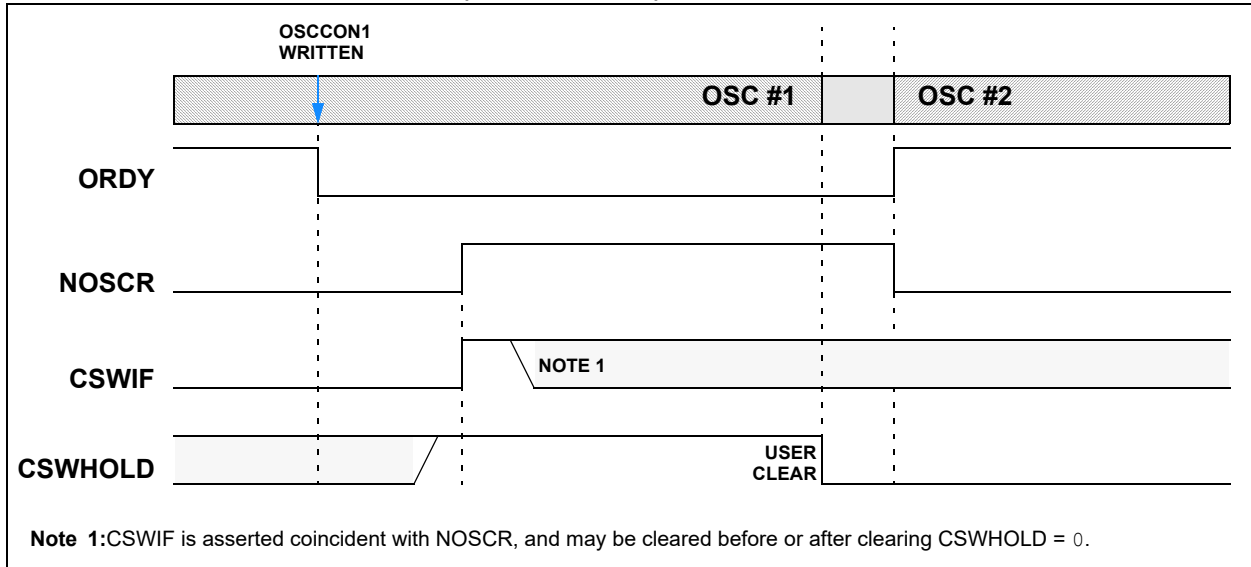 OSCCON1
WRITTEN
OSC #1
OSC #2
ORDY
NOSCR
CSWIF
NOTE 1
CSWHOLD
USER
CLEAR
Note 1:CSWIF is asserted coincident with NOSCR, and may be cleared before or after clearing CSWHOLD = 0.